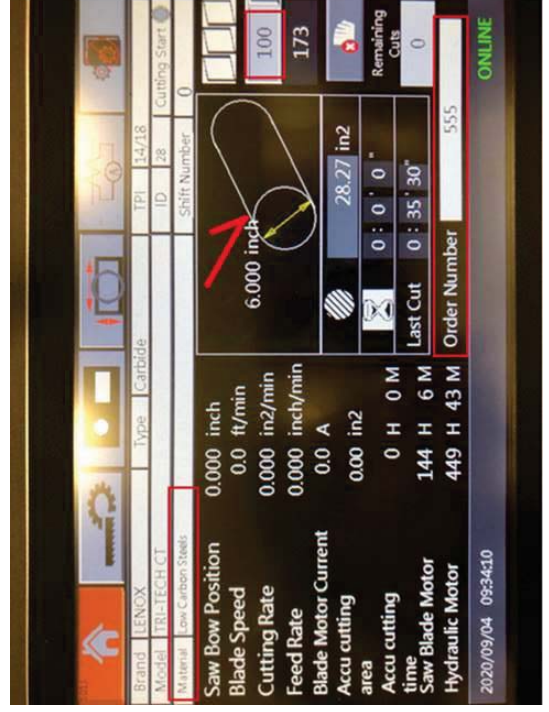 Brand LENOX Type Carbide TPI 14/18
Model TRI-TECH CT ID 28 Cutting Start
Material Low Carbon Steels Shift Number 0
Saw Bow Position 0.000 inch
Blade Speed 0.0 ft/min
Cutting Rate 0.000 in2/min
Feed Rate 0.000 inch/min
Blade Motor Current 0.0 A
Accu cutting
area 0.00 in2
Accu cutting
time 0 H 0 M
Saw Blade Motor 144 H 6 M
Hydraulic Motor 449 H 43 M
6.000 inch
28.27 in2
0 : 0 ' 0 "
Last Cut 0 : 35 ' 30 "
Order Number 555
100
173
Remaining
Cuts
0
2020/09/04 09:34:10 ONLINE